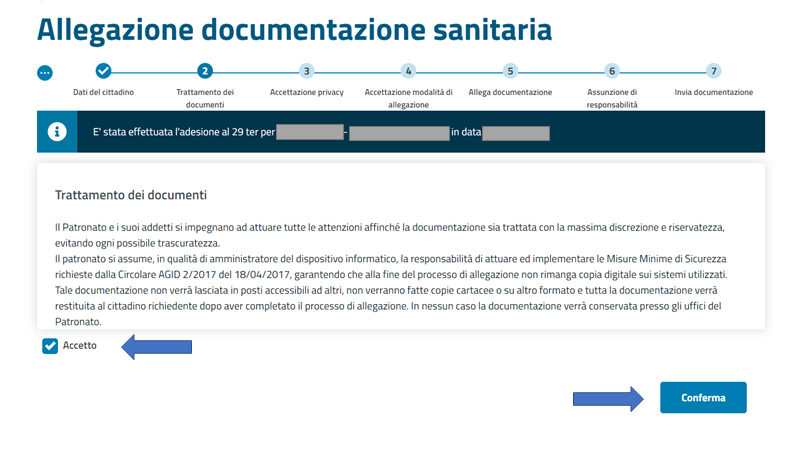 Allegazione documentazione sanitaria
2 3 4 5 6 7
Dati del cittadino Trattamento dei documenti Accettazione privacy Accettazione modalità di allegazione Allega documentazione Assunzione di responsabilità Invia documentazione
E' stata effettuata l'adesione al 29 ter per - in data
Trattamento dei documenti
Il Patronato e i suoi addetti si impegnano ad attuare tutte le attenzioni affinché la documentazione sia trattata con la massima discrezione e riservatezza,
evitando ogni possibile trascuratezza.
Il patronato si assume, in qualità di amministratore del dispositivo informatico, la responsabilità di attuare ed implementare le Misure Minime di Sicurezza
richieste dalla Circolare AGID 2/2017 del 18/04/2017, garantendo che alla fine del processo di allegazione non rimanga copia digitale sui sistemi utilizzati.
Tale documentazione non verrà lasciata in posti accessibili ad altri, non verranno fatte copie cartacee o su altro formato e tutta la documentazione verrà
restituita al cittadino richiedente dopo aver completato il processo di allegazione. In nessun caso la documentazione verrà conservata presso gli uffici del
Patronato.
Accetto
Conferma